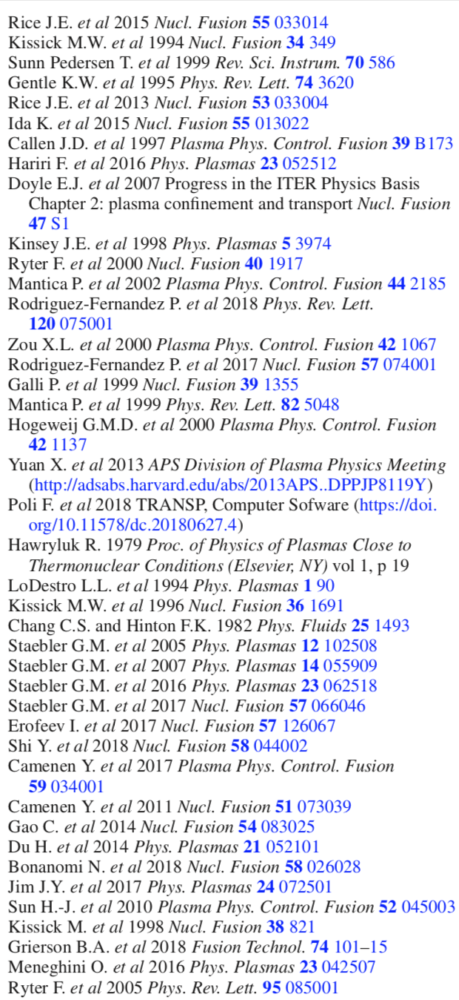 Rice J.E. et al 2015 Nucl. Fusion 55 033014
Kissick M.W. et al 1994 Nucl. Fusion 34 349
Sunn Pedersen T. et al 1999 Rev. Sci. Instrum. 70 586
Gentle K.W. et al 1995 Phys. Rev. Lett. 74 3620
Rice J.E. et al 2013 Nucl. Fusion 53 033004
Ida K. et al 2015 Nucl. Fusion 55 013022
Callen J.D. et al 1997 Plasma Phys. Control. Fusion 39 B173
Hariri F. et al 2016 Phys. Plasmas 23 052512
Doyle E.J. et al 2007 Progress in the ITER Physics Basis
Chapter 2: plasma confinement and transport Nucl. Fusion
47 S1
Kinsey J.E. et al 1998 Phys. Plasmas 5 3974
Ryter F. et al 2000 Nucl. Fusion 40 1917
Mantica P. et al 2002 Plasma Phys. Control. Fusion 44 2185
Rodriguez-Fernandez P. et al 2018 Phys. Rev. Lett.
120 075001
Zou X.L. et al 2000 Plasma Phys. Control. Fusion 42 1067
Rodriguez-Fernandez P. et al 2017 Nucl. Fusion 57 074001
Galli P. et al 1999 Nucl. Fusion 39 1355
Mantica P. et al 1999 Phys. Rev. Lett. 82 5048
Hogeweij G.M.D. et al 2000 Plasma Phys. Control. Fusion
42 1137
Yuan X. et al 2013 APS Division of Plasma Physics Meeting
(http://adsabs.harvard.edu/abs/2013APS..DPPJP8119Y)
Poli F. et al 2018 TRANSP, Computer Sofware (https://doi.
org/10.11578/dc.20180627.4)
Hawryluk R. 1979 Proc. of Physics of Plasmas Close to
Thermonuclear Conditions (Elsevier, NY) vol 1, p 19
LoDestro L.L. et al 1994 Phys. Plasmas 1 90
Kissick M.W. et al 1996 Nucl. Fusion 36 1691
Chang C.S. and Hinton F.K. 1982 Phys. Fluids 25 1493
Staebler G.M. et al 2005 Phys. Plasmas 12 102508
Staebler G.M. et al 2007 Phys. Plasmas 14 055909
Staebler G.M. et al 2016 Phys. Plasmas 23 062518
Staebler G.M. et al 2017 Nucl. Fusion 57 066046
Erofeev I. et al 2017 Nucl. Fusion 57 126067
Shi Y. et al 2018 Nucl. Fusion 58 044002
Camenen Y. et al 2017 Plasma Phys. Control. Fusion
59 034001
Camenen Y. et al 2011 Nucl. Fusion 51 073039
Gao C. et al 2014 Nucl. Fusion 54 083025
Du H. et al 2014 Phys. Plasmas 21 052101
Bonanomi N. et al 2018 Nucl. Fusion 58 026028
Jim J.Y. et al 2017 Phys. Plasmas 24 072501
Sun H.-J. et al 2010 Plasma Phys. Control. Fusion 52 045003
Kissick M. et al 1998 Nucl. Fusion 38 821
Grierson B.A. et al 2018 Fusion Technol. 74 101–15
Meneghini O. et al 2016 Phys. Plasmas 23 042507
Ryter F. et al 2005 Phys. Rev. Lett. 95 085001